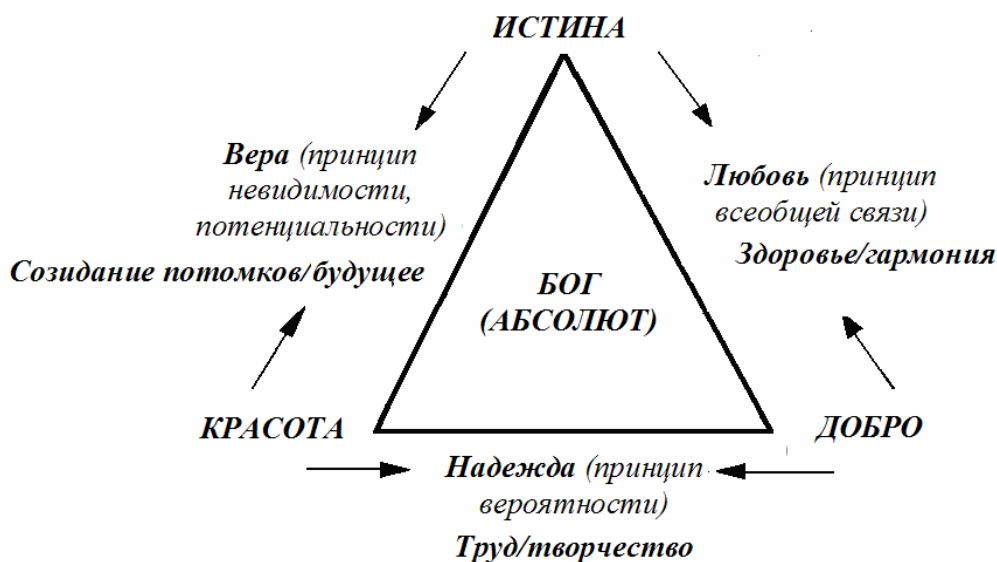 ИСТИНА
Вера (принцип
невидимости,
потенциальности)
Созидание потомков/будущее
Любовь (принцип
всеобщей связи)
Здоровье/гармония
БОГ
(АБСОЛЮТ)
КРАСОТА
ДОБРО
Надежда (принцип
вероятности)
Труд/творчество